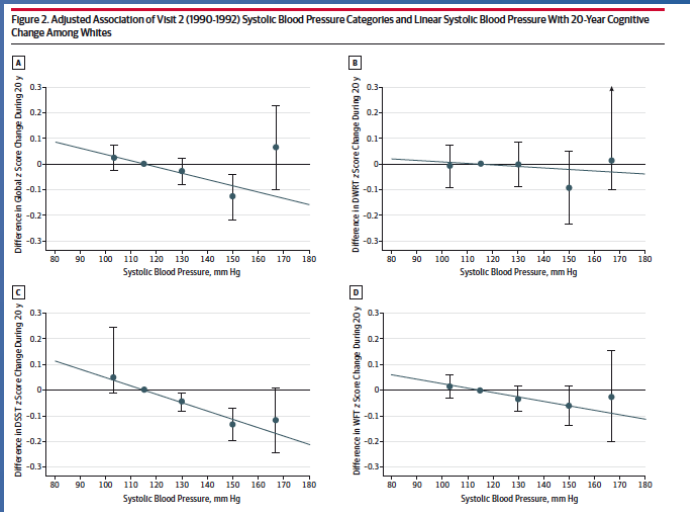 Figure 2. Adjusted Association of Visit 2 (1990-1992) Systolic Blood Pressure Categories and Linear Systolic Blood Pressure With 20-Year Cognitive
Change Among Whites
A
Difference in Global z Score Change During 20 y
0.3
0.2
0.1
0
-0.1
-0.2
-0.3
80 90 100 110 120 130 140 150 160 170 180
Systolic Blood Pressure, mm Hg
B
Difference in DWRT z Score Change During 20 y
0.3
0.2
0.1
0
-0.1
-0.2
-0.3
80 90 100 110 120 130 140 150 160 170 180
Systolic Blood Pressure, mm Hg
C
Difference in DSST z Score Change During 20 y
0.3
0.2
0.1
0
-0.1
-0.2
-0.3
80 90 100 110 120 130 140 150 160 170 180
Systolic Blood Pressure, mm Hg
D
Difference in WFT z Score Change During 20 y
0.3
0.2
0.1
0
-0.1
-0.2
-0.3
80 90 100 110 120 130 140 150 160 170 180
Systolic Blood Pressure, mm Hg